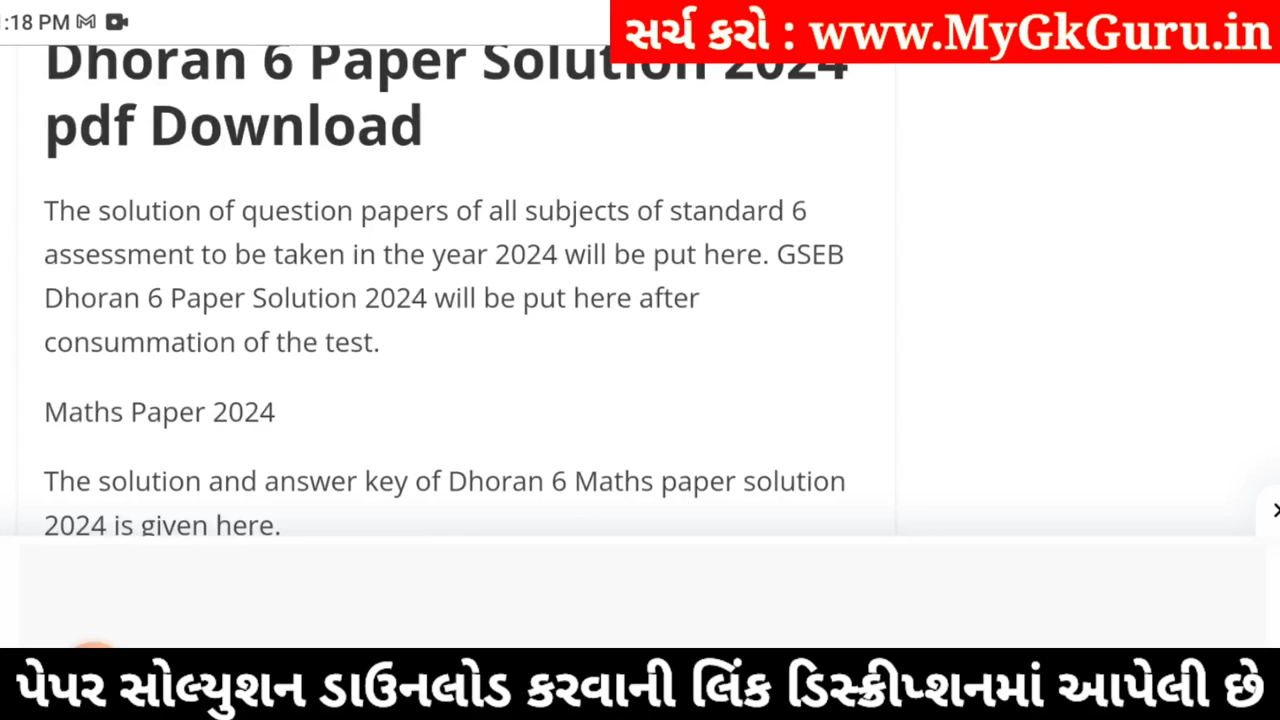 :18 PM
સર્ચ કરો : www.MyGkGuru.in
Dhoran 6 Paper Solution 2024
pdf Download
The solution of question papers of all subjects of standard 6
assessment to be taken in the year 2024 will be put here. GSEB
Dhoran 6 Paper Solution 2024 will be put here after
consummation of the test.
Maths Paper 2024
The solution and answer key of Dhoran 6 Maths paper solution
2024 is given here.
પેપર સોલ્યુશન ડાઉનલોડ કરવાની લિંક ડિસ્ક્રીપ્શનમાં આપેલી છે